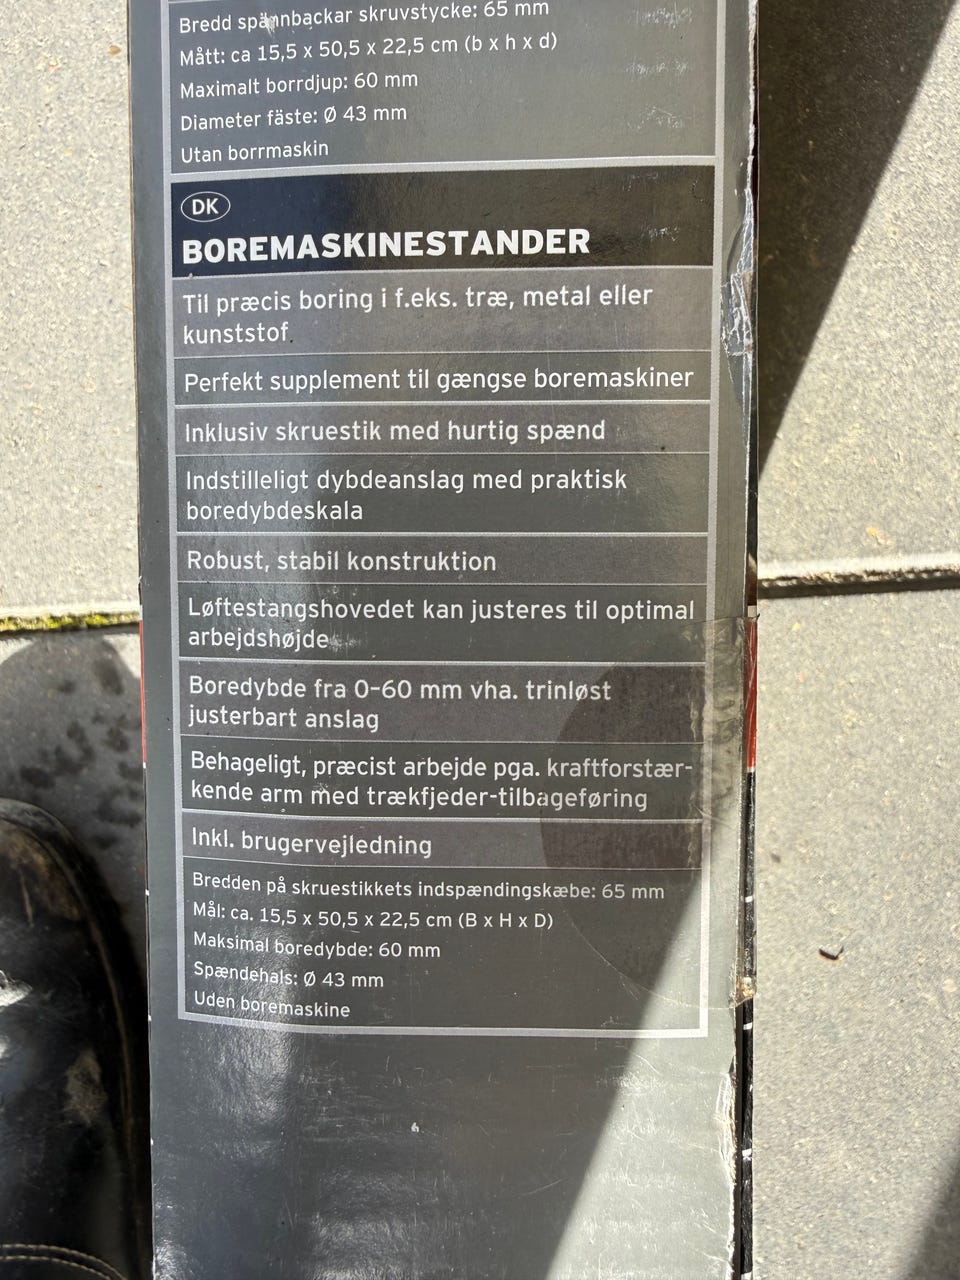 Bredd spännbackar skruvstycke: 65 mm
Mått: ca 15,5 x 50,5 x 22,5 cm (b x h x d)
Maximalt borrdjup: 60 mm
Diameter fäste: Ø 43 mm
Utan borrmaskin
DK
BOREMASKINESTANDER
Til præcis boring i f.eks. træ, metal eller
kunststof
Perfekt supplement til gængse boremaskiner
Inklusiv skruestik med hurtig spænd
Indstilleligt dybdeanslag med praktisk
boredybdeskala
Robust, stabil konstruktion
Løftestangshovedet kan justeres til optimal
arbejdshøjde
Boredybde fra 0-60 mm vha. trinløst
justerbart anslag
Behageligt, præcist arbejde pga. kraftforstær-
kende arm med trækfjeder-tilbageføring
Inkl. brugervejledning
Bredden på skruestikkets indspændingskæbe: 65 mm
Mål: ca. 15,5 x 50,5 x 22,5 cm (B x H x D)
Maksimal boredybde: 60 mm
Spændehals: Ø 43 mm
Uden boremaskine